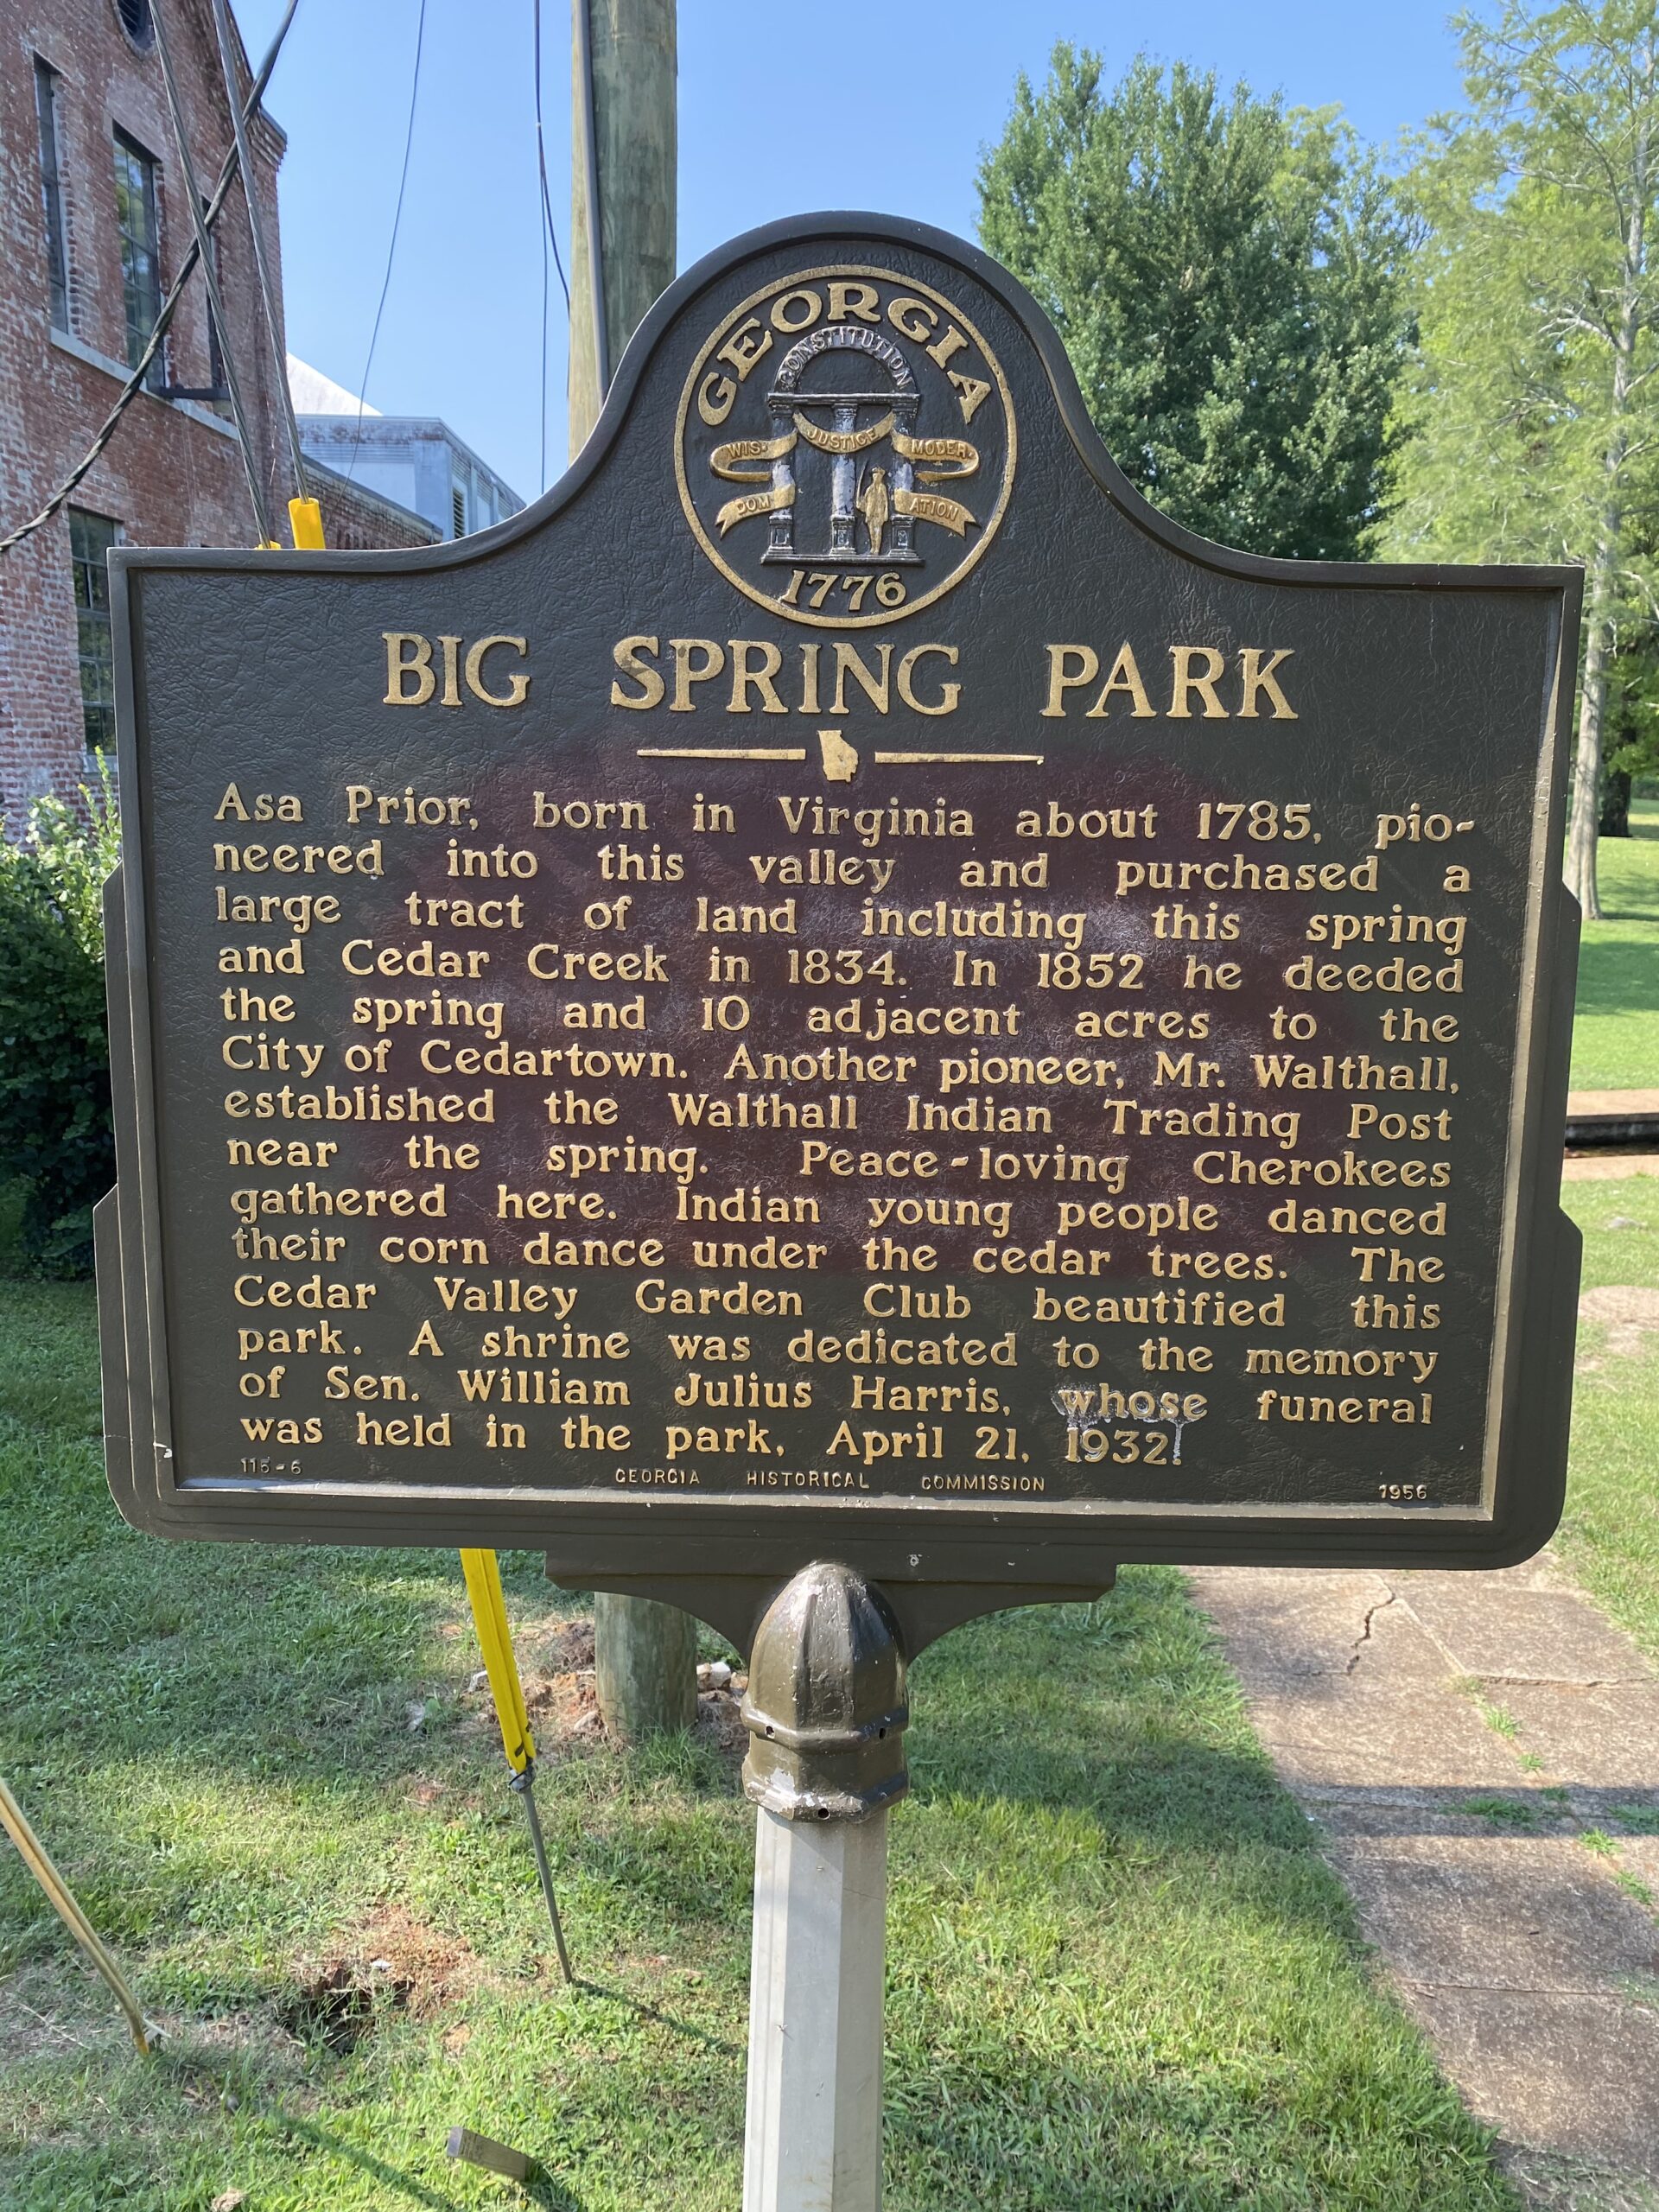 GEORGIA
CONSTITUTION
WIS- JUSTICE MODER-
DOM ATION
1776
BIG SPRING PARK
Asa Prior, born in Virginia about 1785, pio-
neered into this valley and purchased a
large tract of land including this spring
and Cedar Creek in 1834. In 1852 he deeded
the spring and 10 adjacent acres to the
City of Cedartown. Another pioneer, Mr. Walthall,
established the Walthall Indian Trading Post
near the spring. Peace-loving Cherokees
gathered here. Indian young people danced
their corn dance under the cedar trees. The
Cedar Valley Garden Club beautified this
park. A shrine was dedicated to the memory
of Sen. William Julius Harris, whose funeral
was held in the park, April 21, 1932.
115-6 GEORGIA HISTORICAL COMMISSION 1956